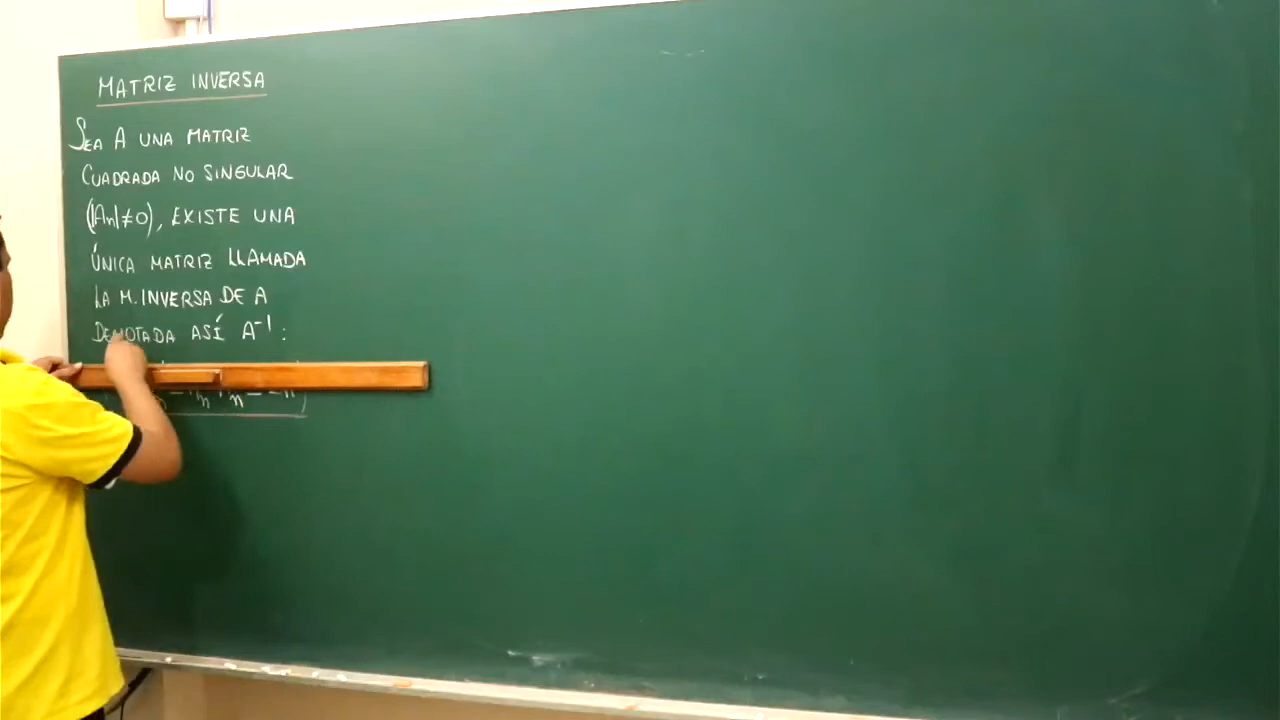 MATRIZ INVERSA
SEA A UNA MATRIZ
CUADRADA NO SINGULAR
(|An|≠0), EXISTE UNA
ÚNICA MATRIZ LLAMADA
LA M. INVERSA DE A
DENOTADA ASÍ A⁻¹: